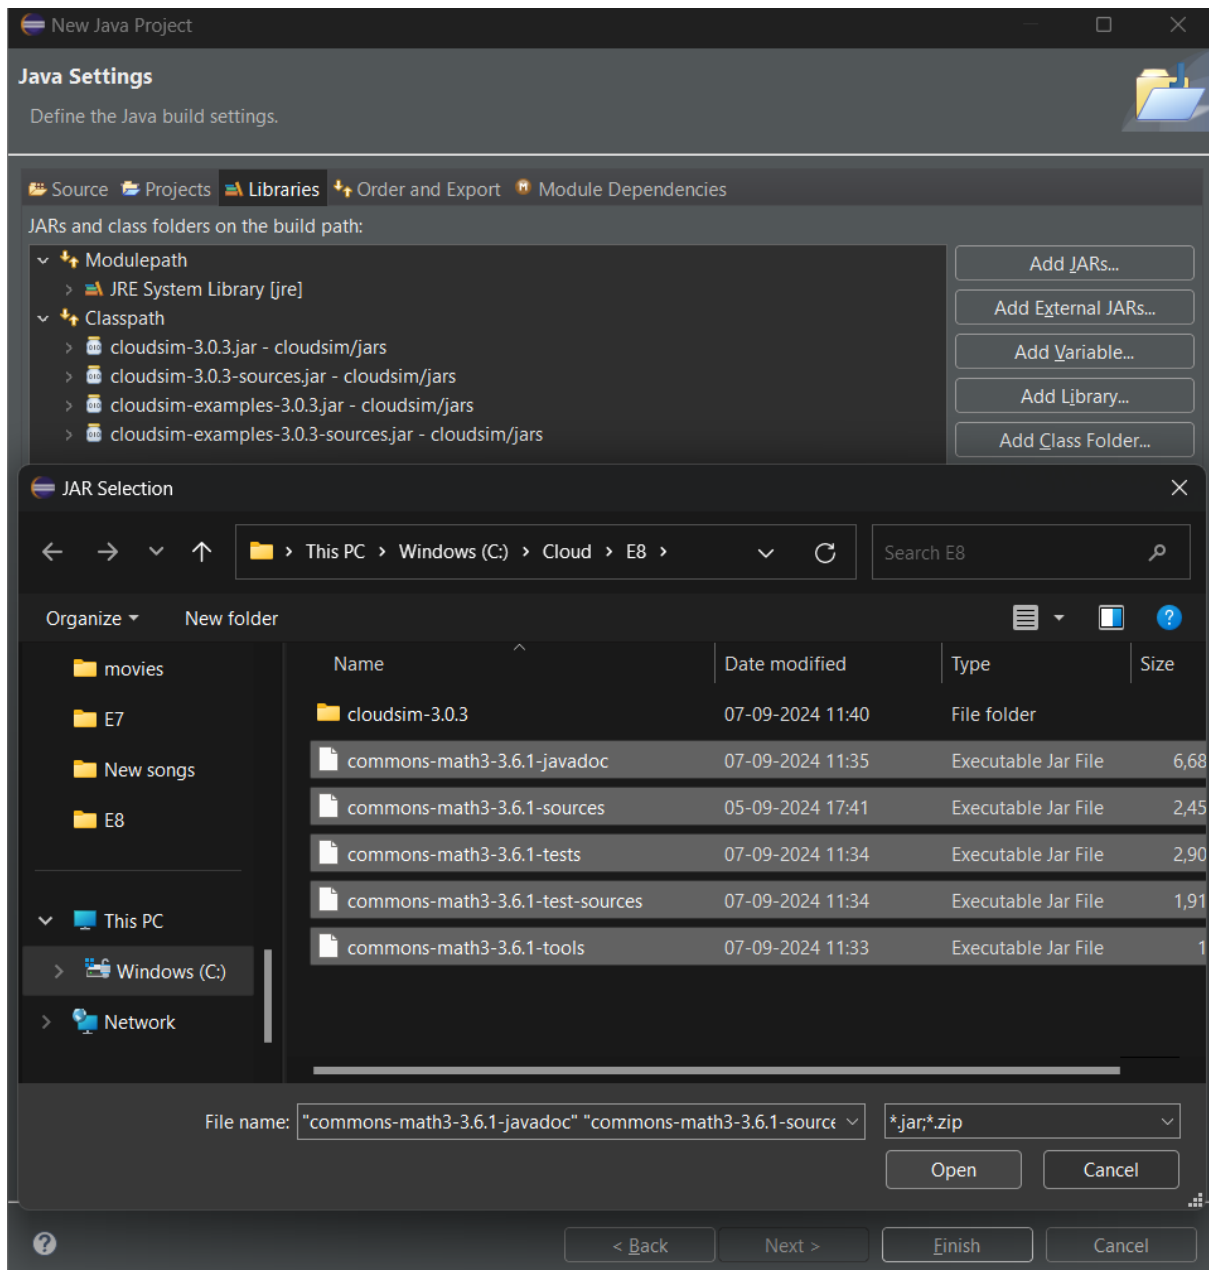 New Java Project
Java Settings
Define the Java build settings.
Source Projects Libraries Order and Export Module Dependencies
JARs and class folders on the build path:
Modulepath
Add JARs...
JRE System Library [jre]
Add External JARs...
Classpath
cloudsim-3.0.3.jar - cloudsim/jars
Add Variable...
cloudsim-3.0.3-sources.jar - cloudsim/jars
Add Library...
cloudsim-examples-3.0.3.jar - cloudsim/jars
cloudsim-examples-3.0.3-sources.jar - cloudsim/jars
Add Class Folder...
JAR Selection
This PC > Windows (C:) > Cloud > E8 >
Search E8
Organize New folder
Name Date modified Type Size
movies
cloudsim-3.0.3 07-09-2024 11:40 File folder
E7
commons-math3-3.6.1-javadoc 07-09-2024 11:35 Executable Jar File 6,68
New songs
commons-math3-3.6.1-sources 05-09-2024 17:41 Executable Jar File 2,45
E8
commons-math3-3.6.1-tests 07-09-2024 11:34 Executable Jar File 2,90
commons-math3-3.6.1-test-sources 07-09-2024 11:34 Executable Jar File 1,91
This PC
commons-math3-3.6.1-tools 07-09-2024 11:33 Executable Jar File 1
Windows (C:)
Network
File name: "commons-math3-3.6.1-javadoc" "commons-math3-3.6.1-source *.jar;*.zip
Open Cancel
< Back Next > Finish Cancel